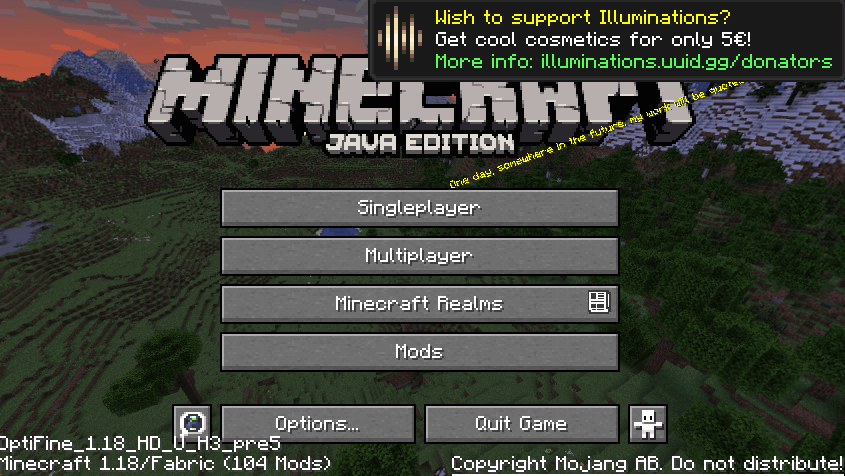 Wish to support Illuminations?
Get cool cosmetics for only 5€!
More info: illuminations.uuid.gg/donators
MINECRAFT
JAVA EDITION
One day, somewhere in the future, my work will be quoted
Singleplayer
Multiplayer
Minecraft Realms
Mods
Options...
Quit Game
OptiFine_1.18_HD_U_H3_pre5
Minecraft 1.18/Fabric (104 Mods)
Copyright Mojang AB. Do not distribute!